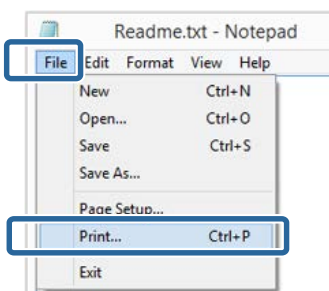 Readme.txt - Notepad
File Edit Format View Help
New Ctrl+N
Open... Ctrl+O
Save Ctrl+S
Save As...
Page Setup...
Print... Ctrl+P
Exit